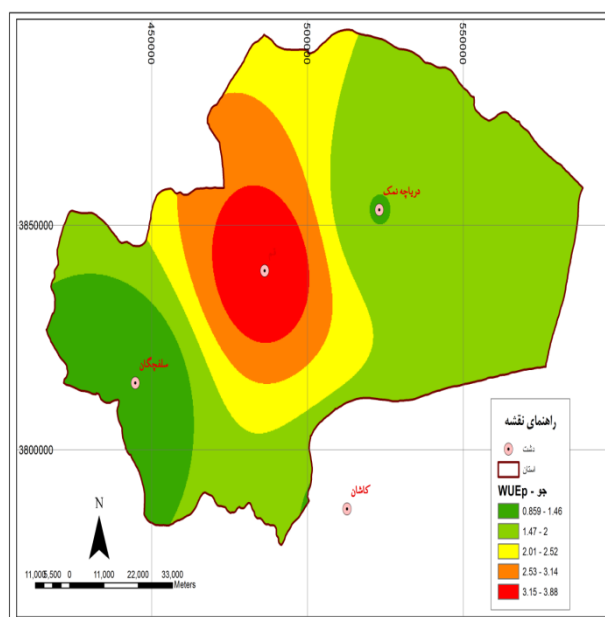 450000
500000
550000
3850000
3800000
دریاچه نمک
سلفچگان
کاشان
راهنمای نقشه
دشت
استان
WUEp - جو
0.859 - 1.46
1.47 - 2
2.01 - 2.52
2.53 - 3.14
3.15 - 3.88
N
11,000 5,500 0 11,000 22,000 33,000
Meters